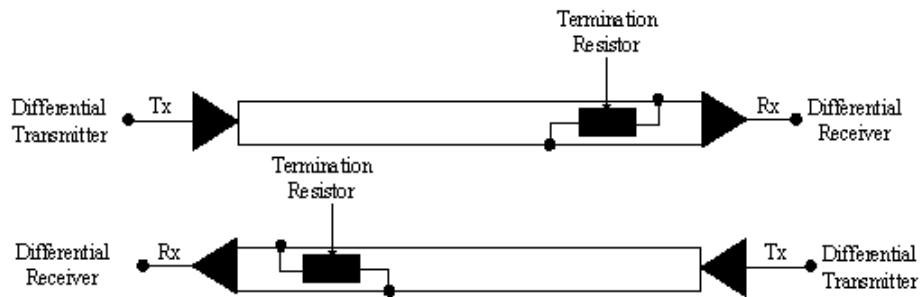 Termination
Resistor
Differential
Transmitter
Tx
Rx
Differential
Receiver
Termination
Resistor
Differential
Receiver
Rx
Tx
Differential
Transmitter